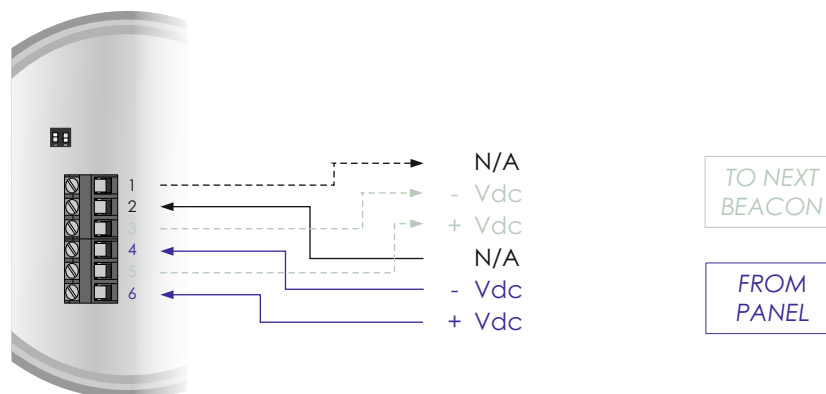 1
2
3
4
5
6
N/A
- Vdc
+ Vdc
N/A
- Vdc
+ Vdc
TO NEXT
BEACON
FROM
PANEL